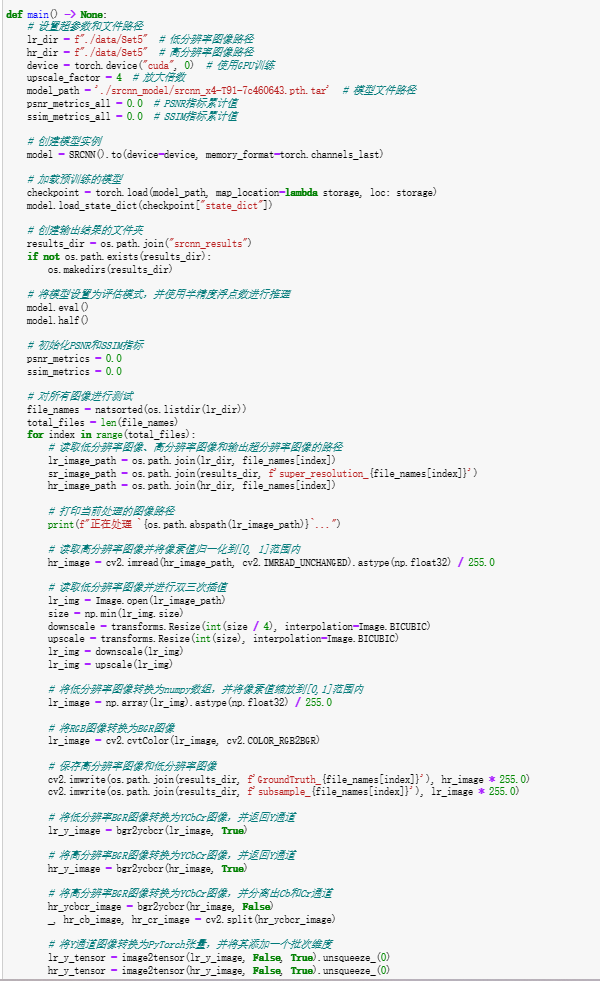 def main() -> None:
    # 设置超参数和文件路径
    lr_dir = f"./data/Set5"  # 低分辨率图像路径
    hr_dir = f"./data/Set5"  # 高分辨率图像路径
    device = torch.device("cuda", 0)  # 使用GPU训练
    upscale_factor = 4  # 放大倍数
    model_path = './srcnn_model/srcnn_x4-T91-7c460643.pth.tar'  # 模型文件路径
    psnr_metrics_all = 0.0  # PSNR指标累计值
    ssim_metrics_all = 0.0  # SSIM指标累计值

    # 创建模型实例
    model = SRCNN().to(device=device, memory_format=torch.channels_last)

    # 加载预训练的模型
    checkpoint = torch.load(model_path, map_location=lambda storage, loc: storage)
    model.load_state_dict(checkpoint["state_dict"])

    # 创建输出结果的文件夹
    results_dir = os.path.join("srcnn_results")
    if not os.path.exists(results_dir):
        os.makedirs(results_dir)

    # 将模型设置为评估模式，并使用半精度浮点数进行推理
    model.eval()
    model.half()

    # 初始化PSNR和SSIM指标
    psnr_metrics = 0.0
    ssim_metrics = 0.0

    # 对所有图像进行测试
    file_names = natsorted(os.listdir(lr_dir))
    total_files = len(file_names)
    for index in range(total_files):
        # 读取低分辨率图像、高分辨率图像和输出超分辨率图像的路径
        lr_image_path = os.path.join(lr_dir, file_names[index])
        sr_image_path = os.path.join(results_dir, f'super_resolution_{file_names[index]}')
        hr_image_path = os.path.join(hr_dir, file_names[index])

        # 打印当前处理的图像路径
        print(f"正在处理 `{os.path.abspath(lr_image_path)}`...")

        # 读取高分辨率图像并将像素值归一化到[0, 1]范围内
        hr_image = cv2.imread(hr_image_path, cv2.IMREAD_UNCHANGED).astype(np.float32) / 255.0

        # 读取低分辨率图像并进行双三次插值
        lr_img = Image.open(lr_image_path)
        size = np.min(lr_img.size)
        downscale = transforms.Resize(int(size / 4), interpolation=Image.BICUBIC)
        upscale = transforms.Resize(int(size), interpolation=Image.BICUBIC)
        lr_img = downscale(lr_img)
        lr_img = upscale(lr_img)

        # 将低分辨率图像转换为numpy数组，并将像素值缩放到[0,1]范围内
        lr_image = np.array(lr_img).astype(np.float32) / 255.0

        # 将RGB图像转换为BGR图像
        lr_image = cv2.cvtColor(lr_image, cv2.COLOR_RGB2BGR)

        # 保存高分辨率图像和低分辨率图像
        cv2.imwrite(os.path.join(results_dir, f'GroundTruth_{file_names[index]}'), hr_image * 255.0)
        cv2.imwrite(os.path.join(results_dir, f'subsample_{file_names[index]}'), lr_image * 255.0)

        # 将低分辨率BGR图像转换为YCbCr图像，并返回Y通道
        lr_y_image = bgr2ycbcr(lr_image, True)

        # 将高分辨率BGR图像转换为YCbCr图像，并返回Y通道
        hr_y_image = bgr2ycbcr(hr_image, True)

        # 将高分辨率BGR图像转换为YCbCr图像，并分离出Cb和Cr通道
        hr_ycbcr_image = bgr2ycbcr(hr_image, False)
        _, hr_cb_image, hr_cr_image = cv2.split(hr_ycbcr_image)

        # 将Y通道图像转换为PyTorch张量，并将其添加一个批次维度
        lr_y_tensor = image2tensor(lr_y_image, False, True).unsqueeze_(0)
        hr_y_tensor = image2tensor(hr_y_image, False, True).unsqueeze_(0)